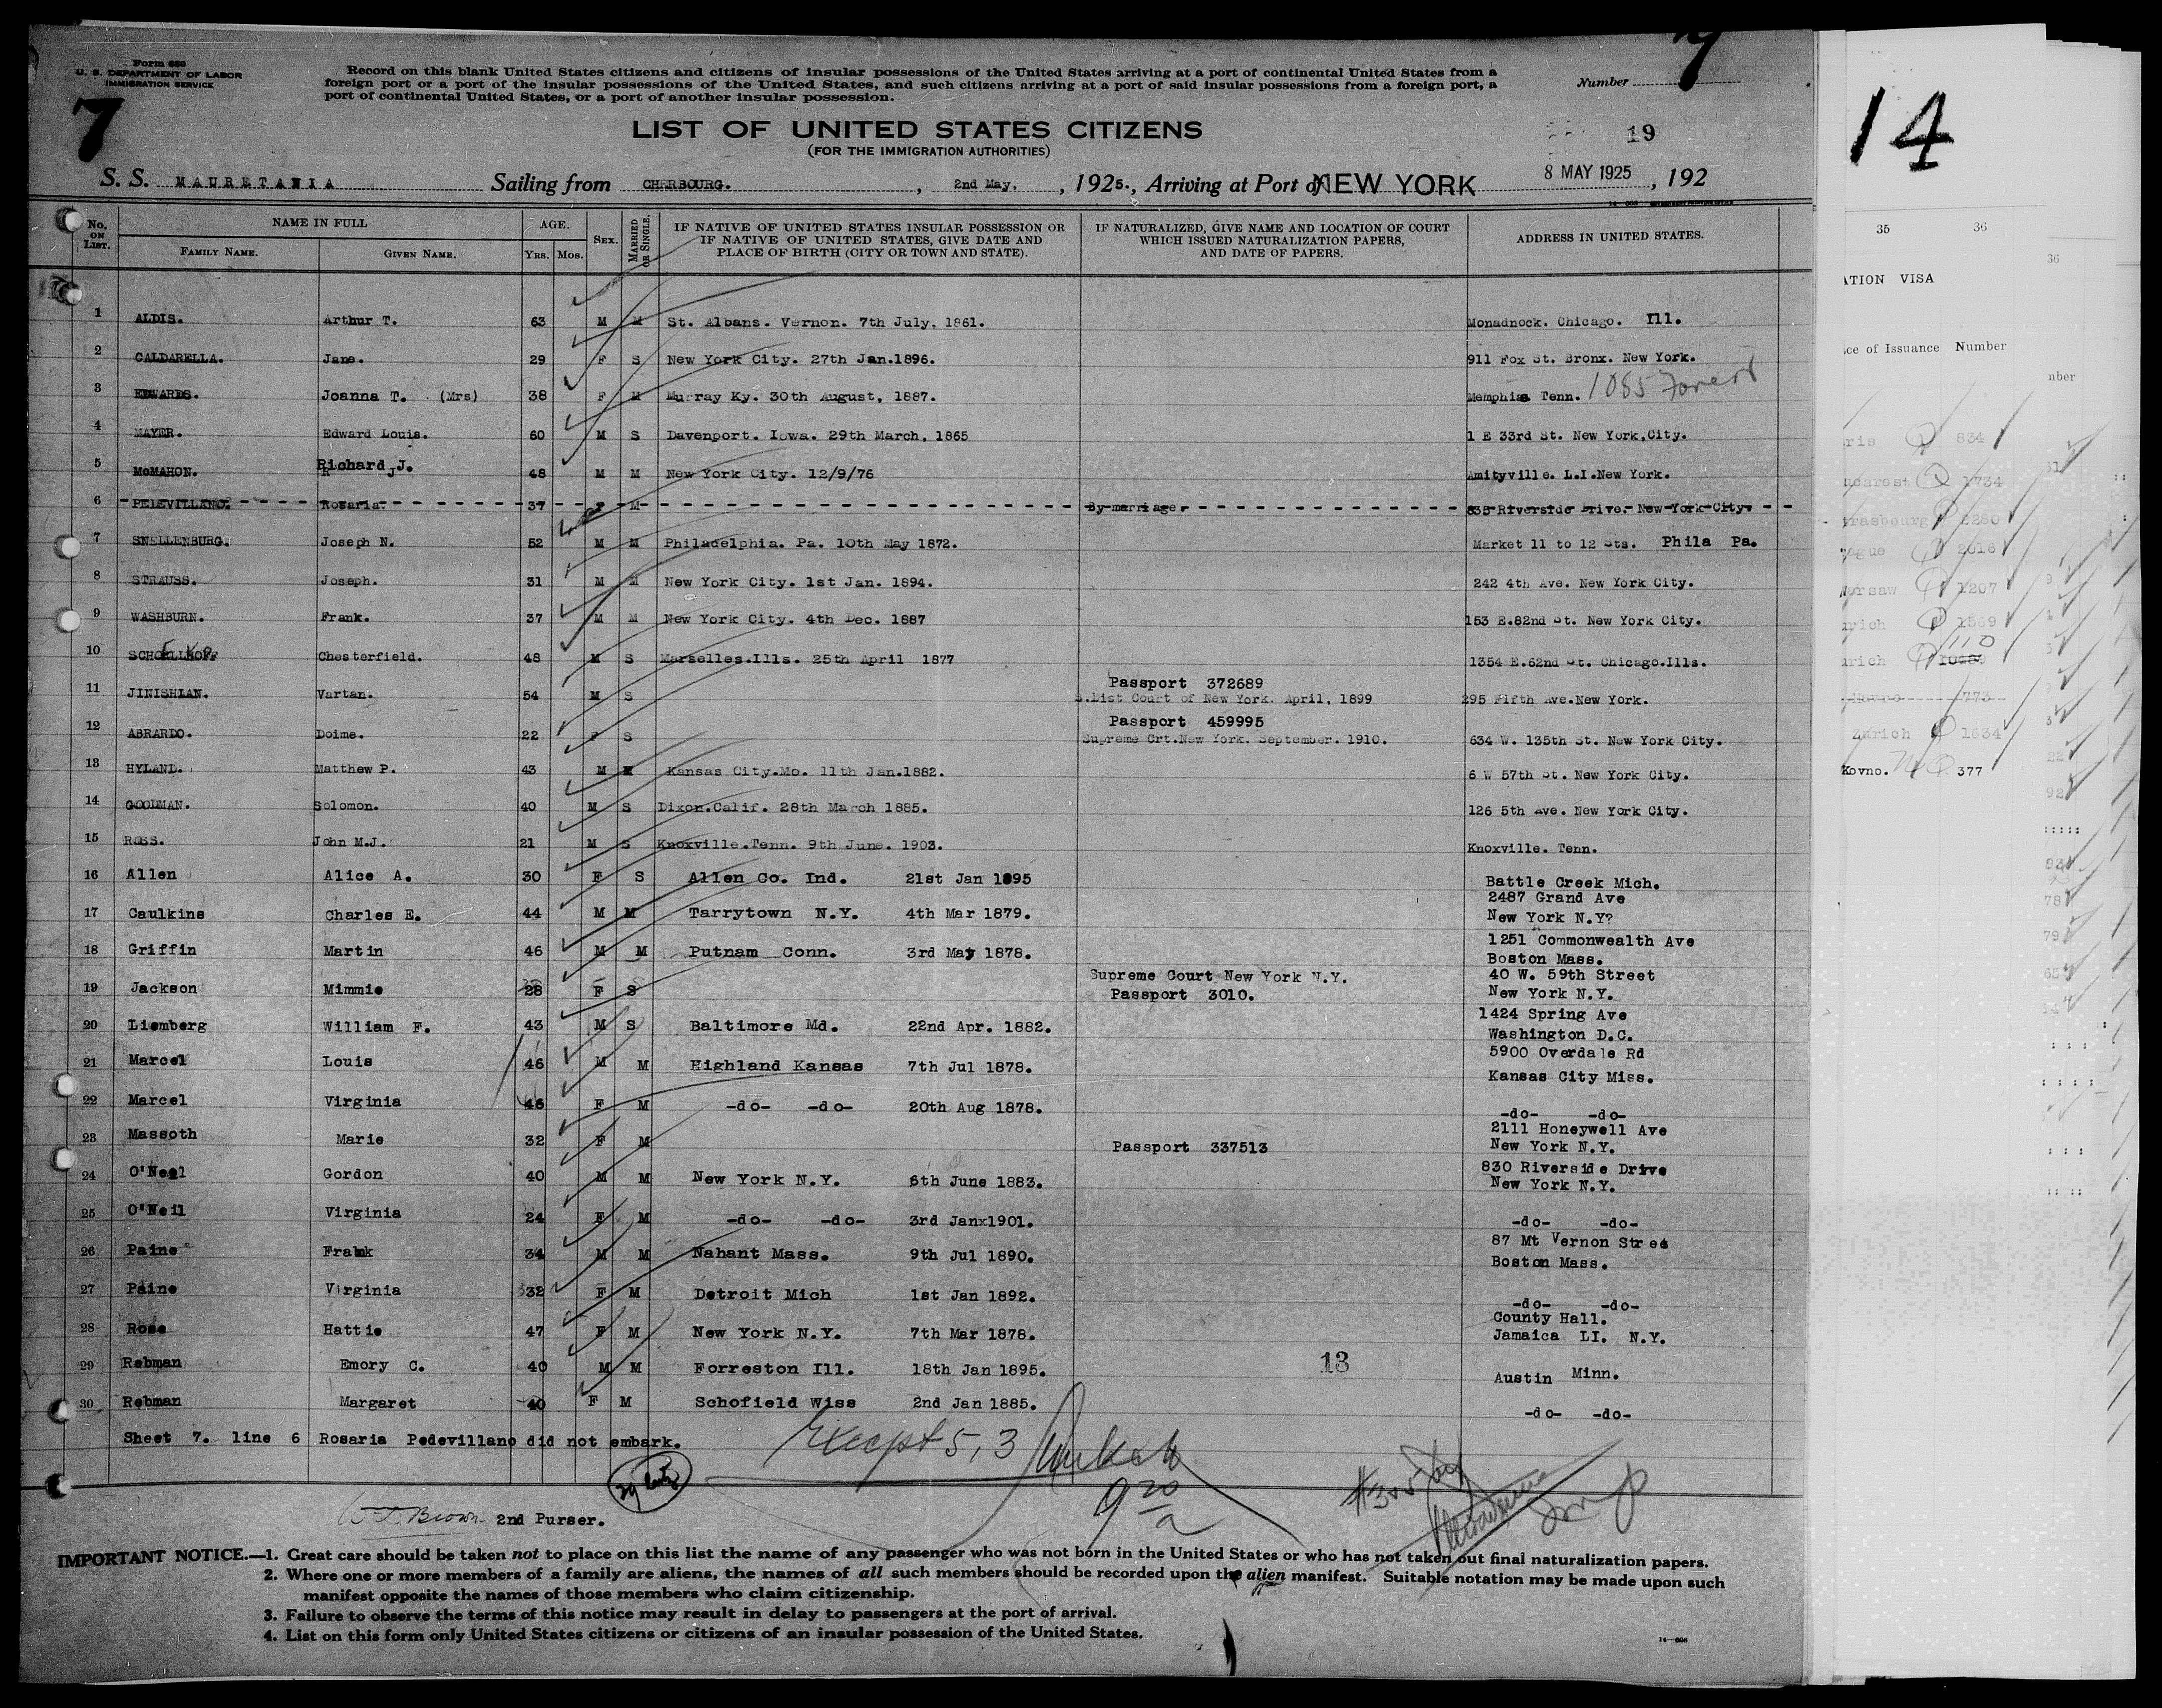 Form 630
U. S. DEPARTMENT OF LABOR
IMMIGRATION SERVICE
7
Record on this blank United States citizens and citizens of insular possessions of the United States arriving at a port of continental United States from a
foreign port or a port of the insular possessions of the United States, and such citizens arriving at a port of said insular possessions from a foreign port, a
port of continental United States, or a port of another insular possession.
Number
LIST OF UNITED STATES CITIZENS
(FOR THE IMMIGRATION AUTHORITIES)
19
S. S. MAURETANIA Sailing from CHERBOURG. , 2nd May. , 1925., Arriving at Port of NEW YORK 8 MAY 1925 , 192
No. ON LIST. NAME IN FULL FAMILY NAME. GIVEN NAME. AGE. YRS. MOS. SEX. MARRIED OR SINGLE.
IF NATIVE OF UNITED STATES INSULAR POSSESSION OR
IF NATIVE OF UNITED STATES, GIVE DATE AND
PLACE OF BIRTH (CITY OR TOWN AND STATE).
IF NATURALIZED, GIVE NAME AND LOCATION OF COURT
WHICH ISSUED NATURALIZATION PAPERS,
AND DATE OF PAPERS.
ADDRESS IN UNITED STATES.
1 ALDIS. Arthur T. 63 M M St. Albans. Vernon. 7th July, 1861. Monadnock. Chicago. Ill.
2 CALDARELLA. Jane. 29 F S New York City. 27th Jan.1896. 911 Fox St. Bronx. New York.
3 EDWARDS. Joanna T. (Mrs) 38 F M Murray Ky. 30th August, 1887. Memphis Tenn. 1085
4 MAYER. Edward Louis. 60 M S Davenport. Iowa. 29th March, 1865 1 E 33rd St. New York.City.
5 McMAHON. Richard J. 48 M M New York City. 12/9/76 Amityville. L.I.New York.
6 PEDEVILLANO. Rosaria. 37 F M By marriage. 835 Riverside Drive. New York City.
7 SNELLENBURG. Joseph N. 52 M M Philadelphia. Pa. 10th May 1872. Market 11 to 12 Sts. Phila Pa.
8 STRAUSS. Joseph. 31 M M New York City. 1st Jan. 1894. 242 4th Ave. New York City.
9 WASHBURN. Frank. 37 M M New York City. 4th Dec. 1887 153 E.82nd St. New York City.
10 SCHOELLKOFF Chesterfield. 48 M S Marselles.Ills. 25th April 1877 1354 E.62nd St. Chicago.Ills.
11 JINISHIAN. Vartan. 54 M S Passport 372689
S.List Court of New York. April, 1899 295 Fifth Ave.New York.
12 ABRARDO. Doime. 22 F S Passport 459995
Supreme Crt.New York. September. 1910. 634 W. 135th St. New York City.
13 HYLAND. Matthew P. 43 M M Kansas City.Mo. 11th Jan.1882. 6 W 57th St. New York City.
14 GOODMAN. Solomon. 40 M S Dixon.Calif. 28th March 1885. 126 5th Ave. New York City.
15 ROSS. John M.J. 21 M S Knoxville.Tenn. 9th June. 1903. Knoxville. Tenn.
16 Allen Alice A. 30 F S Allen Co. Ind. 21st Jan 1895 Battle Creek Mich.
17 Caulkins Charles E. 44 M M Tarrytown N.Y. 4th Mar 1879. 2487 Grand Ave
New York N.Y?
18 Griffin Martin 46 M M Putnam Conn. 3rd May 1878. 1251 Commonwealth Ave
Boston Mass.
19 Jackson Mimmie 28 F S Supreme Court New York N.Y.
Passport 3010. 40 W. 59th Street
New York N.Y.
20 Liemberg William F. 43 M S Baltimore Md. 22nd Apr. 1882. 1424 Spring Ave
Washington D.C.
21 Marcel Louis 46 M M Highland Kansas 7th Jul 1878. 5900 Overdale Rd
Kansas City Miss.
22 Marcel Virginia 46 F M -do- -do- 20th Aug 1878. -do- -do-
23 Massoth Marie 32 F M Passport 337513 2111 Honeywell Ave
New York N.Y.
24 O'Neil Gordon 40 M M New York N.Y. 6th June 1883. 830 Riverside Drive
New York N.Y.
25 O'Neil Virginia 24 F M -do- -do- 3rd Janx1901. -do- -do-
26 Paine Frank 34 M M Nahant Mass. 9th Jul 1890. 87 Mt Vernon Stree
Boston Mass.
27 Paine Virginia 32 F M Detroit Mich 1st Jan 1892. -do- -do-
28 Rose Hattie 47 F M New York N.Y. 7th Mar 1878. County Hall.
Jamaica LI. N.Y.
29 Rebman Emory C. 40 M M Forreston Ill. 18th Jan 1895. 13 Austin Minn.
30 Rebman Margaret 40 F M Schofield Wiss 2nd Jan 1885. -do- -do-
Sheet 7. line 6 Rosaria Pedevillano did not embark.
Except 5, 3
9 20 a
Brown 2nd Purser.
IMPORTANT NOTICE.—1. Great care should be taken not to place on this list the name of any passenger who was not born in the United States or who has not taken out final naturalization papers.
2. Where one or more members of a family are aliens, the names of all such members should be recorded upon the alien manifest. Suitable notation may be made upon such
manifest opposite the names of those members who claim citizenship.
3. Failure to observe the terms of this notice may result in delay to passengers at the port of arrival.
4. List on this form only United States citizens or citizens of an insular possession of the United States.
14
35 36
36
ATION VISA
ce of Issuance Number
nber
ris 834
ucarest 1734
rasbourg 2280
ague 2616
arsaw 1207
urich 1569
urich 110
773
Zurich 1634
Kovno. 377